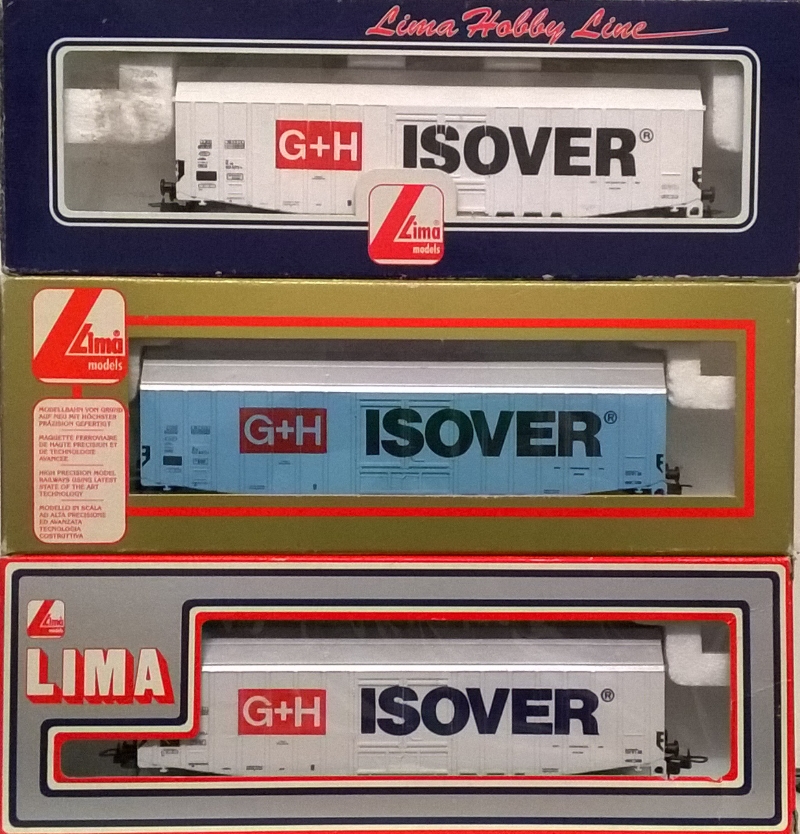 Lima Hobby Line
G+H ISOVER®
Lima
models
Lima
models
MODELLBAHN VON GRUND
AUF NEU MIT HÖCHSTER
PRÄZISION GEFERTIGT
MAQUETTE FERROVIAIRE
DE HAUTE PRECISION ET
DE TECHNOLOGIE
AVANCEE
HIGH PRECISION MODEL
RAILWAYS USING LATEST
STATE OF THE ART
TECHNOLOGY
MODELLO IN SCALA
AD ALTA PRECISIONE
ED AVANZATA
TECNOLOGIA
COSTRUTTIVA
G+H ISOVER®
Lima
models
LIMA
G+H ISOVER®